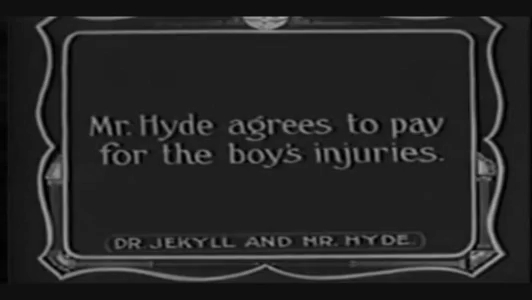 Mr. Hyde agrees to pay
for the boy's injuries.
DR. JEKYLL AND MR. HYDE.